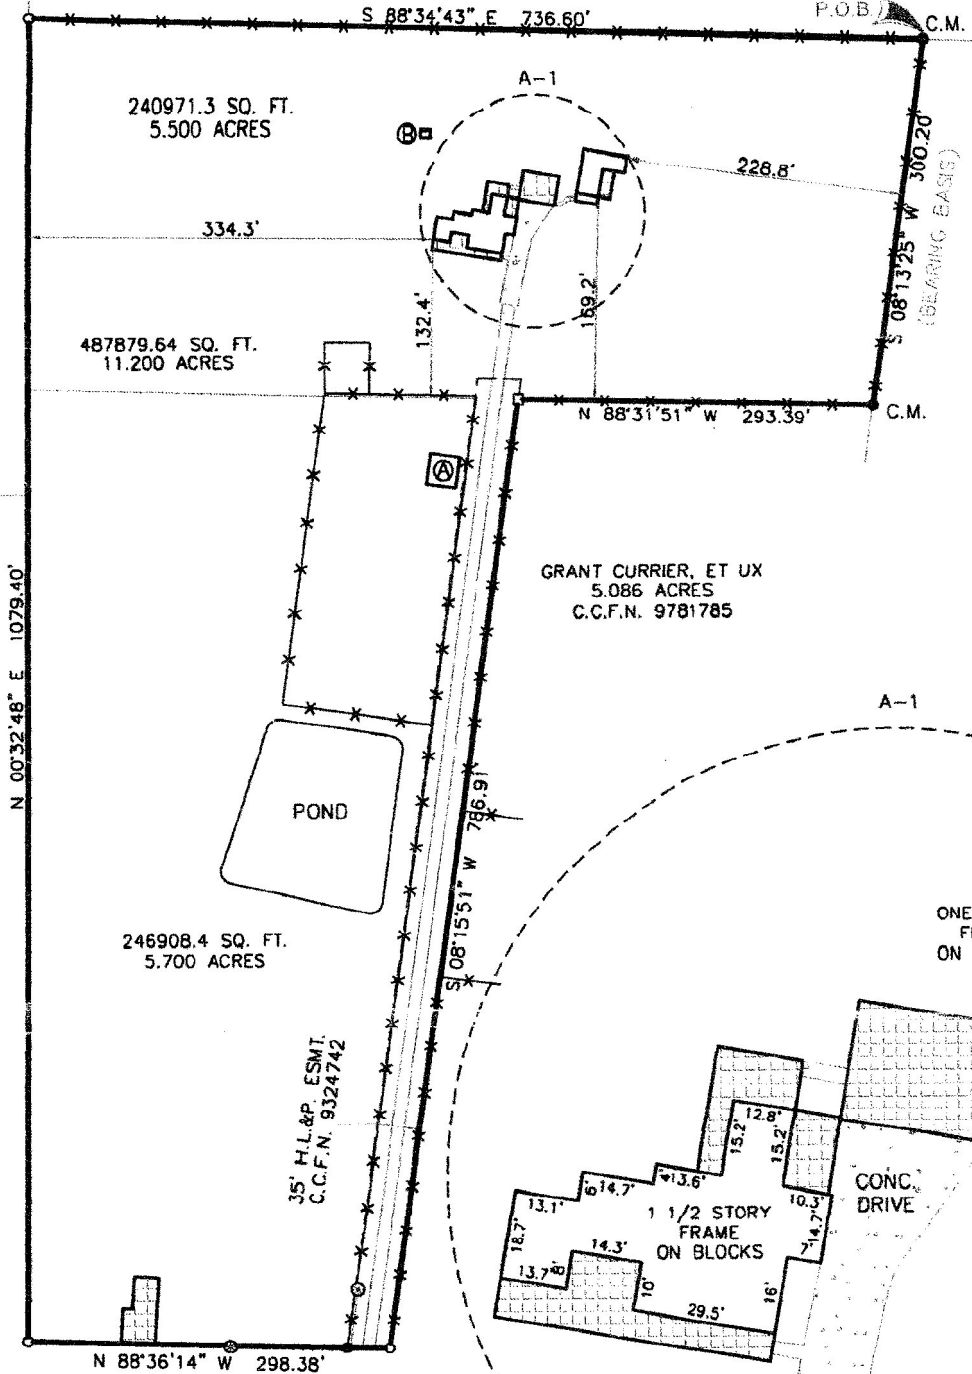 S 88°34'43" E 736.60'
P.O.B.
C.M.
A-1
240971.3 SQ. FT.
5.500 ACRES
B
228.8'
S 08°13'25" W 300.20'
(BEARING BASIS)
334.3'
132.4'
169.2'
487879.64 SQ. FT.
11.200 ACRES
N 88°31'51" W 293.39'
C.M.
A
GRANT CURRIER, ET UX
5.086 ACRES
C.C.F.N. 9781785
N 00°32'48" E 1079.40'
A-1
POND
S 08°15'51" W 786.91'
246908.4 SQ. FT.
5.700 ACRES
ONE
ON
35' H.L.&P. ESMT.
C.C.F.N. 9324742
12.8'
15.2'
15.2'
4'
13.6'
6'
14.7'
13.1'
10.3'
CONC.
DRIVE
18.7'
1 1/2 STORY
FRAME
ON BLOCKS
14.7'
7'
14.3'
13.7'
8'
10'
16'
29.5'
N 88°36'14" W 298.38'